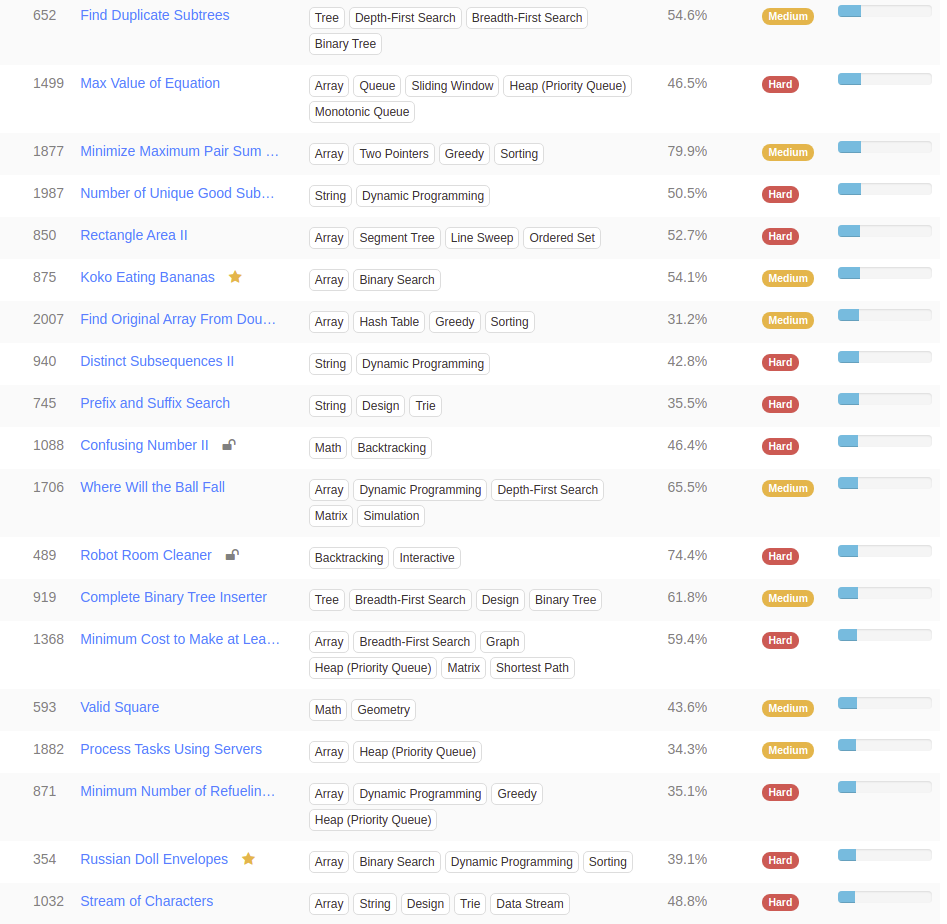 652 Find Duplicate Subtrees Tree Depth-First Search Breadth-First Search 54.6% Medium
Binary Tree
1499 Max Value of Equation Array Queue Sliding Window Heap (Priority Queue) 46.5% Hard
Monotonic Queue
1877 Minimize Maximum Pair Sum ... Array Two Pointers Greedy Sorting 79.9% Medium
1987 Number of Unique Good Sub... String Dynamic Programming 50.5% Hard
850 Rectangle Area II Array Segment Tree Line Sweep Ordered Set 52.7% Hard
875 Koko Eating Bananas Array Binary Search 54.1% Medium
2007 Find Original Array From Dou... Array Hash Table Greedy Sorting 31.2% Medium
940 Distinct Subsequences II String Dynamic Programming 42.8% Hard
745 Prefix and Suffix Search String Design Trie 35.5% Hard
1088 Confusing Number II Math Backtracking 46.4% Hard
1706 Where Will the Ball Fall Array Dynamic Programming Depth-First Search 65.5% Medium
Matrix Simulation
489 Robot Room Cleaner Backtracking Interactive 74.4% Hard
919 Complete Binary Tree Inserter Tree Breadth-First Search Design Binary Tree 61.8% Medium
1368 Minimum Cost to Make at Lea... Array Breadth-First Search Graph 59.4% Hard
Heap (Priority Queue) Matrix Shortest Path
593 Valid Square Math Geometry 43.6% Medium
1882 Process Tasks Using Servers Array Heap (Priority Queue) 34.3% Medium
871 Minimum Number of Refuelin... Array Dynamic Programming Greedy 35.1% Hard
Heap (Priority Queue)
354 Russian Doll Envelopes Array Binary Search Dynamic Programming Sorting 39.1% Hard
1032 Stream of Characters Array String Design Trie Data Stream 48.8% Hard